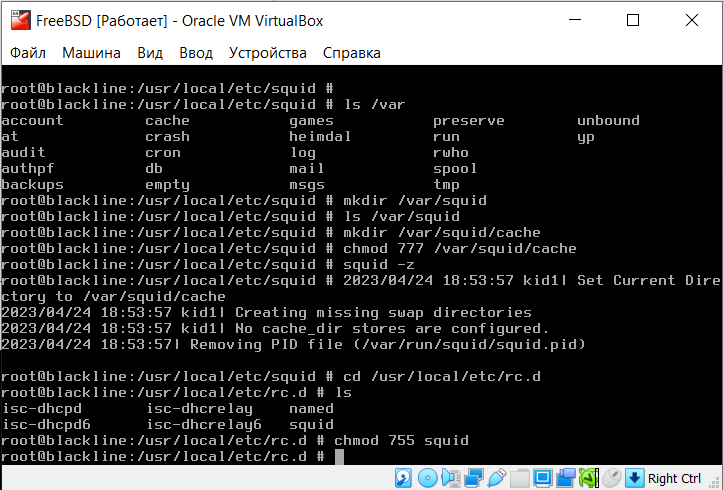 FreeBSD [Работает] - Oracle VM VirtualBox
Файл Машина Вид Ввод Устройства Справка
root@blackline:/usr/local/etc/squid #
root@blackline:/usr/local/etc/squid # ls /var
account cache games preserve unbound
at crash heimdal run yp
audit cron log rwho
authpf db mail spool
backups empty msgs tmp
root@blackline:/usr/local/etc/squid # mkdir /var/squid
root@blackline:/usr/local/etc/squid # ls /var/squid
root@blackline:/usr/local/etc/squid # mkdir /var/squid/cache
root@blackline:/usr/local/etc/squid # chmod 777 /var/squid/cache
root@blackline:/usr/local/etc/squid # squid -z
root@blackline:/usr/local/etc/squid # 2023/04/24 18:53:57 kid1| Set Current Dire
ctory to /var/squid/cache
2023/04/24 18:53:57 kid1| Creating missing swap directories
2023/04/24 18:53:57 kid1| No cache_dir stores are configured.
2023/04/24 18:53:57| Removing PID file (/var/run/squid/squid.pid)
root@blackline:/usr/local/etc/squid # cd /usr/local/etc/rc.d
root@blackline:/usr/local/etc/rc.d # ls
isc-dhcpd isc-dhcrelay named
isc-dhcpd6 isc-dhcrelay6 squid
root@blackline:/usr/local/etc/rc.d # chmod 755 squid
root@blackline:/usr/local/etc/rc.d #
Right Ctrl